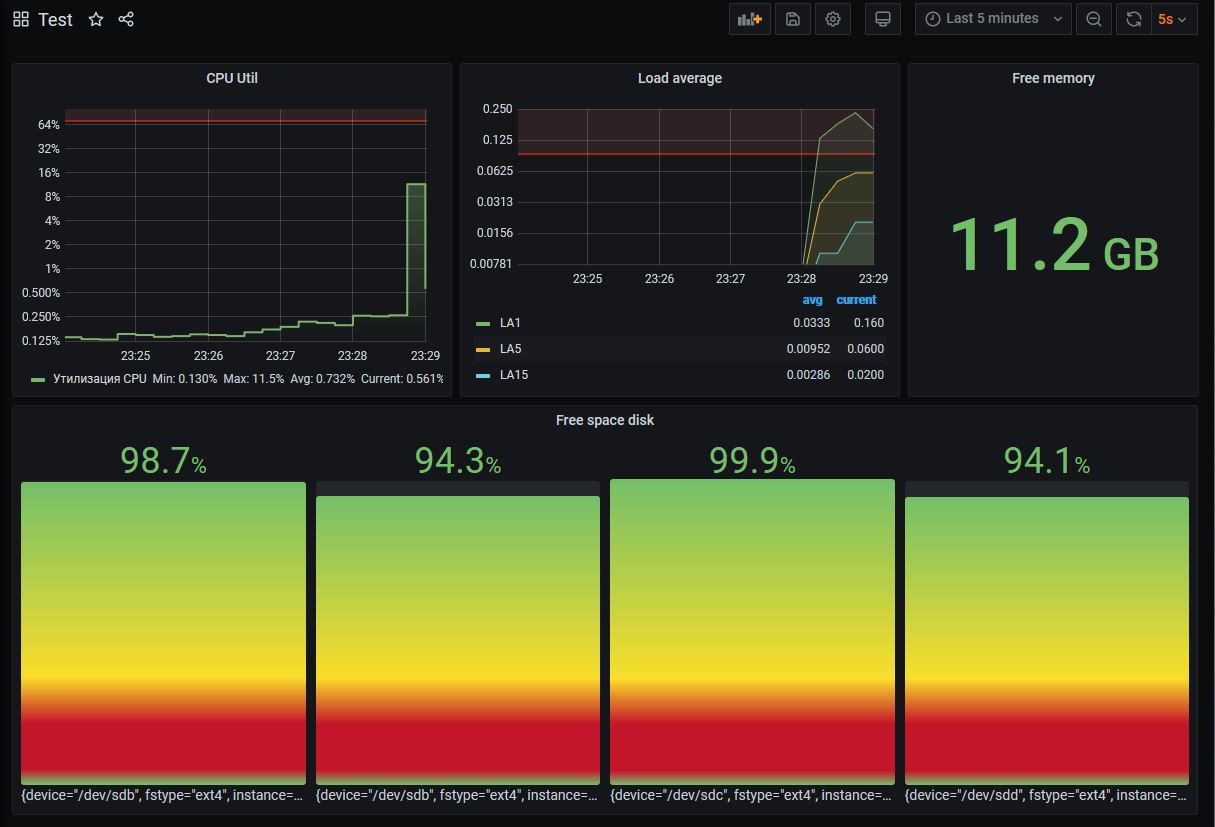 Test
Last 5 minutes
5s
CPU Util
64%
32%
16%
8%
4%
2%
1%
0.500%
0.250%
0.125%
23:25 23:26 23:27 23:28 23:29
Утилизация CPU Min: 0.130% Max: 11.5% Avg: 0.732% Current: 0.561%
Load average
0.250
0.125
0.0625
0.0313
0.0156
0.00781
23:25 23:26 23:27 23:28 23:29
avg current
LA1 0.0333 0.160
LA5 0.00952 0.0600
LA15 0.00286 0.0200
Free memory
11.2 GB
Free space disk
98.7% 94.3% 99.9% 94.1%
{device="/dev/sdb", fstype="ext4", instance=... {device="/dev/sdb", fstype="ext4", instance=... {device="/dev/sdc", fstype="ext4", instance=... {device="/dev/sdd", fstype="ext4", instance=...